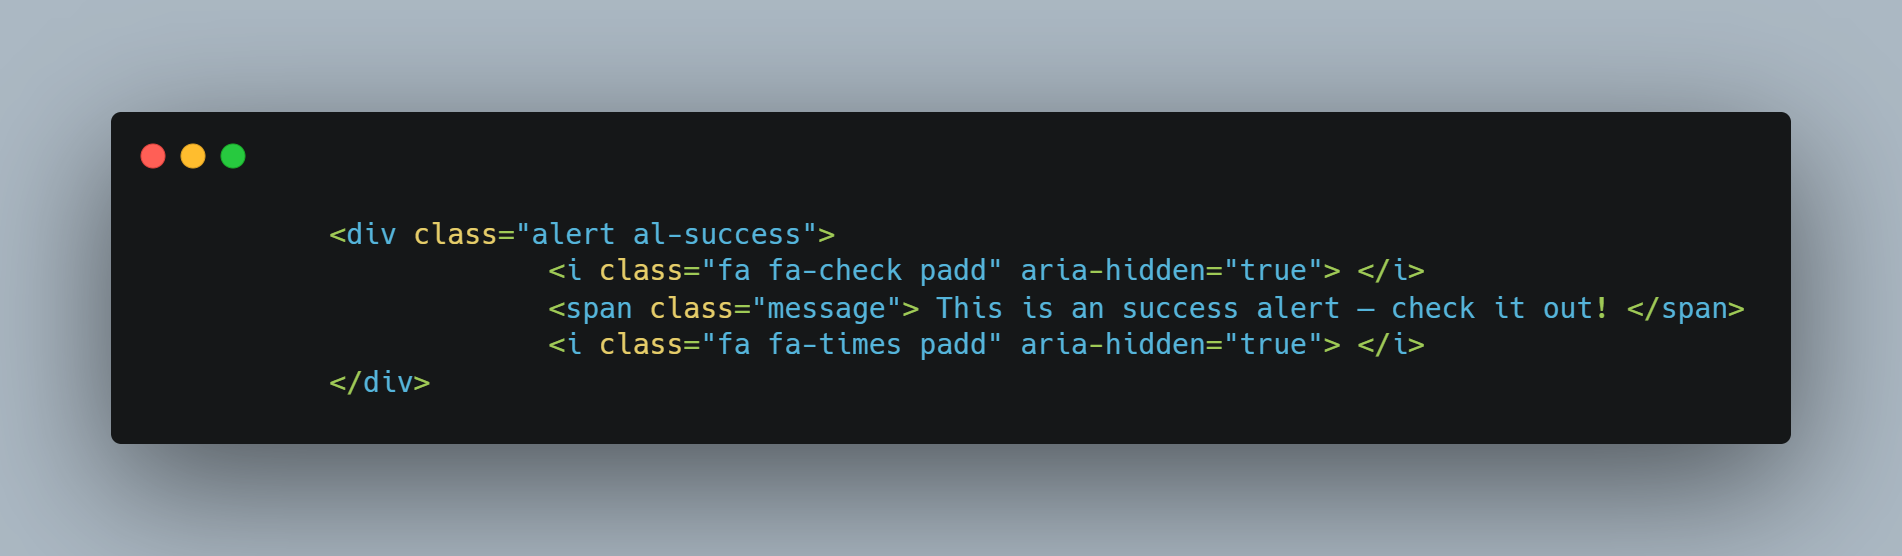 <div class="alert al-success">
<i class="fa fa-check padd" aria-hidden="true"> </i>
<span class="message"> This is an success alert — check it out! </span>
<i class="fa fa-times padd" aria-hidden="true"> </i>
</div>